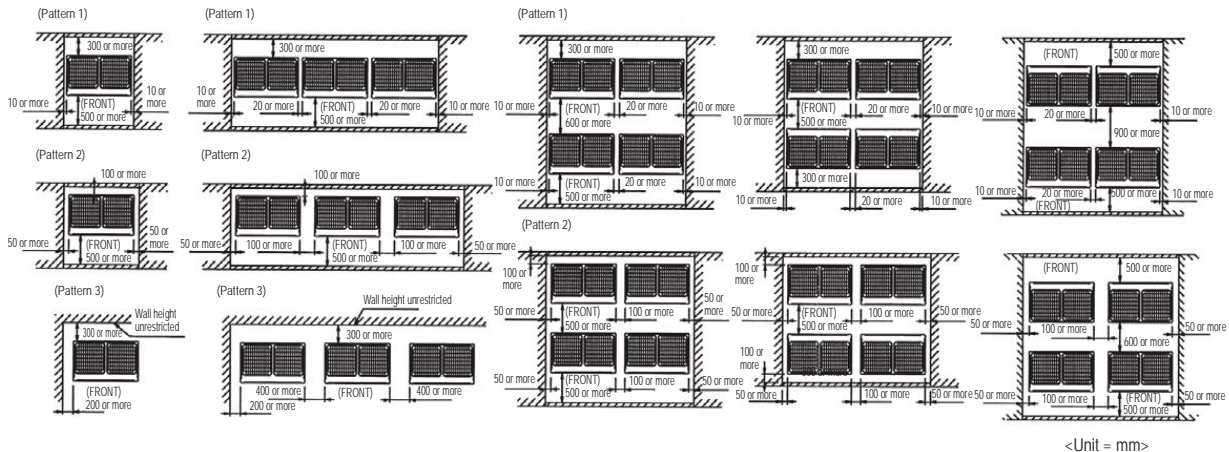 (Pattern 1)
300 or more
10 or more
(FRONT)
10 or
more
500 or more
(Pattern 2)
100 or more
50 or more
(FRONT)
50 or
more
500 or more
(Pattern 3)
Wall height
unrestricted
300 or more
(FRONT)
200 or more
(Pattern 1)
300 or more
10 or
more
20 or more
(FRONT)
20 or more
10 or more
500 or more
(Pattern 2)
100 or more
50 or more
100 or more
(FRONT)
100 or more
50 or more
500 or more
(Pattern 3)
Wall height unrestricted
300 or more
400 or more
(FRONT)
400 or more
200 or more
(Pattern 1)
300 or more
10 or more
(FRONT)
20 or more
10 or more
600 or more
10 or more
(FRONT)
20 or more
10 or more
500 or more
(Pattern 2)
100 or
more
50 or
more
(FRONT)
100 or more
50 or
more
500 or more
50 or more
(FRONT)
100 or more
50 or more
500 or more
300 or more
10 or more
(FRONT)
20 or more
10 or more
500 or more
300 or more
10 or more
20 or more
10 or more
100 or
more
50 or
more
(FRONT)
100 or more
50 or
more
500 or more
100 or
more
50 or
more
100 or more
50 or more
(FRONT)
500 or more
10 or more
20 or more
10 or more
900 or more
10 or
more
20 or more
500 or more
10 or more
(FRONT)
(FRONT)
500 or more
50 or more
100 or more
50 or more
600 or more
50 or more
100 or more
(FRONT)
50 or more
500 or more
<Unit = mm>